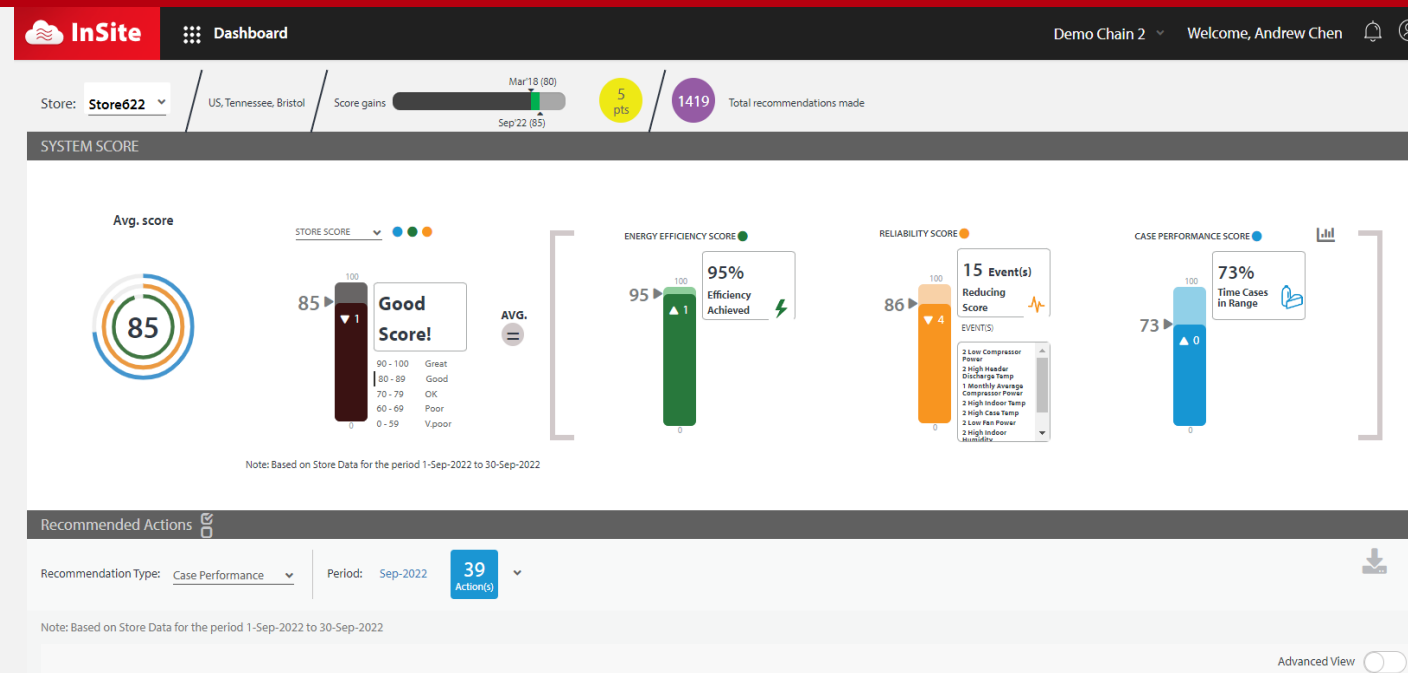 InSite
Dashboard
Demo Chain 2
Welcome, Andrew Chen
Store: Store622
US, Tennessee, Bristol
Score gains
Mar'18 (80)
Sep'22 (85)
5
pts
1419
Total recommendations made
SYSTEM SCORE
Avg. score
85
STORE SCORE
100
85
1
0
Good
Score!
90 - 100 Great
80 - 89 Good
70 - 79 OK
60 - 69 Poor
0 - 59 V.poor
AVG.
=
ENERGY EFFICIENCY SCORE
100
95
1
0
95%
Efficiency
Achieved
RELIABILITY SCORE
100
86
4
0
15 Event(s)
Reducing
Score
EVENT(S)
2 Low Compressor
Power
2 High Header
Discharge Temp
1 Monthly Average
Compressor Power
2 High Indoor Temp
2 High Case Temp
2 Low Fan Power
2 High Indoor
Humidity
CASE PERFORMANCE SCORE
100
73
0
0
73%
Time Cases
in Range
Note: Based on Store Data for the period 1-Sep-2022 to 30-Sep-2022
Recommended Actions
Recommendation Type: Case Performance
Period: Sep-2022
39
Action(s)
Note: Based on Store Data for the period 1-Sep-2022 to 30-Sep-2022
Advanced View